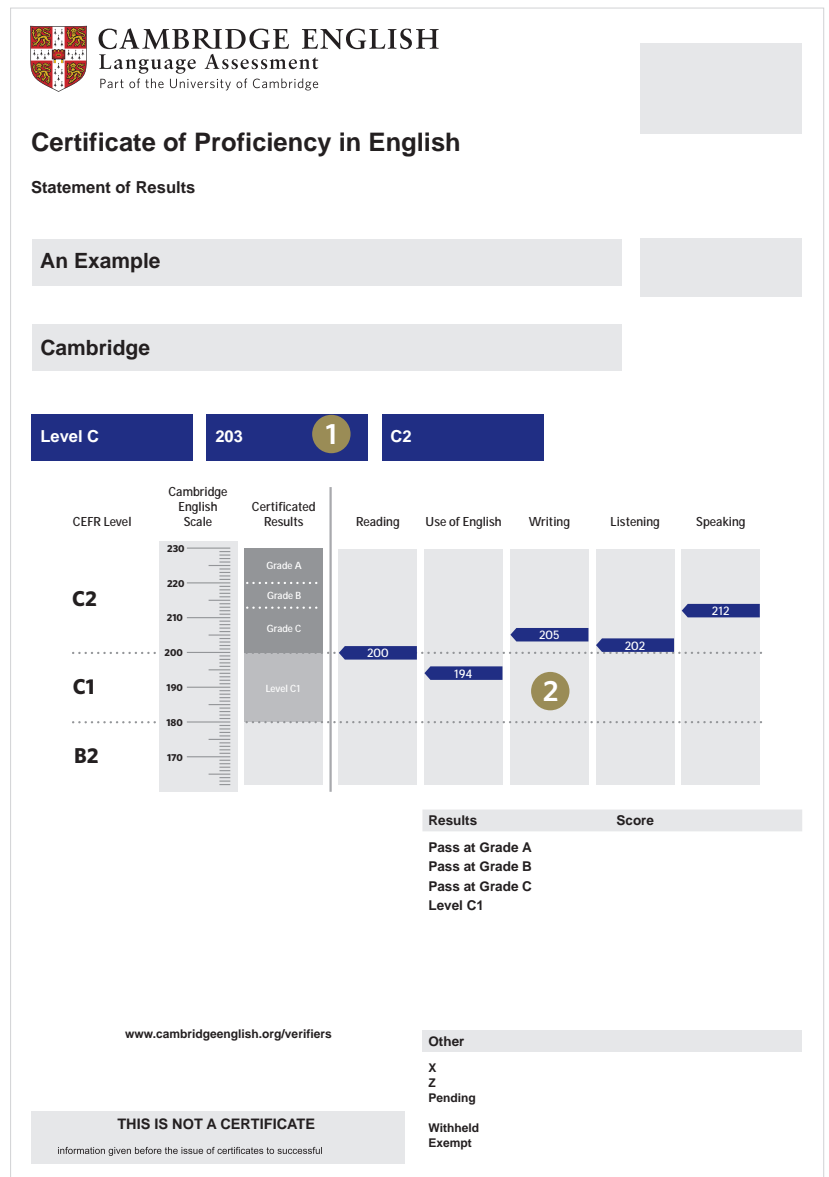 CAMBRIDGE ENGLISH
Language Assessment
Part of the University of Cambridge
Certificate of Proficiency in English
Statement of Results
An Example
Cambridge
Level C 203 1 C2
CEFR Level
Cambridge
English
Scale
Certificated
Results
Reading Use of English Writing Listening Speaking
230
Grade A
220
C2
Grade B
210
212
Grade C
205
202
200
200
194
C1
190
Level C1
2
180
B2
170
Results Score
Pass at Grade A
Pass at Grade B
Pass at Grade C
Level C1
www.cambridgeenglish.org/verifiers
Other
X
Z
Pending
Withheld
Exempt
THIS IS NOT A CERTIFICATE
information given before the issue of certificates to successful